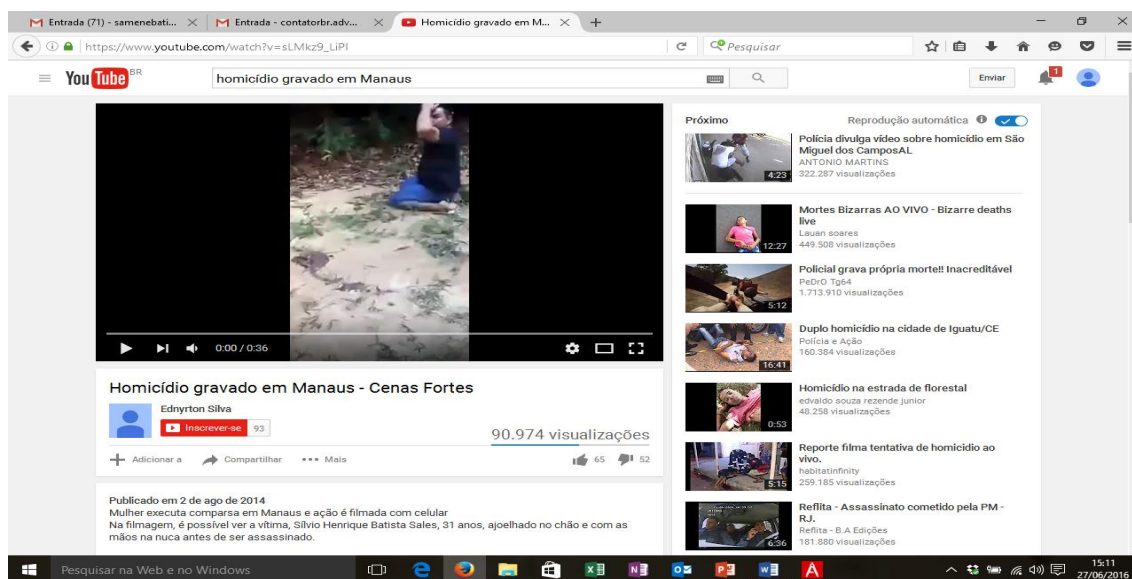 Entrada (71) - samenebati...
Entrada - contatorbr.adv...
Homicídio gravado em M...
https://www.youtube.com/watch?v=sLMkz9_LiPI
Pesquisar
YouTube BR
homicídio gravado em Manaus
Enviar
1
0:00 / 0:36
Homicídio gravado em Manaus - Cenas Fortes
Ednyrton Silva
Inscrever-se 93
90.974 visualizações
Adicionar a Compartilhar ••• Mais
65 52
Publicado em 2 de ago de 2014
Mulher executa comparsa em Manaus e ação é filmada com celular
Na filmagem, é possível ver a vítima, Sílvio Henrique Batista Sales, 31 anos, ajoelhado no chão e com as
mãos na nuca antes de ser assassinado.
Próximo
Reprodução automática
Polícia divulga vídeo sobre homicídio em São
Miguel dos CamposAL
ANTONIO MARTINS
322.287 visualizações
4:23
Mortes Bizarras AO VIVO - Bizarre deaths
live
Lauan soares
449.508 visualizações
12:27
Policial grava própria morte!! Inacreditável
PeDrO Tg64
1.713.910 visualizações
5:12
Duplo homicídio na cidade de Iguatu/CE
Polícia e Ação
160.384 visualizações
16:41
Homicídio na estrada de florestal
edvaldo souza rezende junior
48.258 visualizações
0:53
Reporte filma tentativa de homicidio ao
vivo.
habitatinfinity
259.185 visualizações
5:15
Reflita - Assassinato cometido pela PM -
RJ.
Reflita - B.A Edições
181.880 visualizações
6:36
Pesquisar na Web e no Windows
15:11
27/06/2016